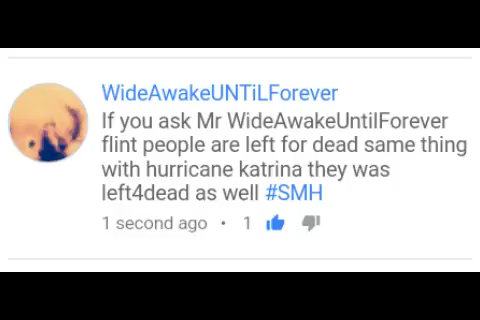 WideAwakeUNTiLForever
If you ask Mr WideAwakeUntilForever
flint people are left for dead same thing
with hurricane katrina they was
left4dead as well #SMH
1 second ago • 1